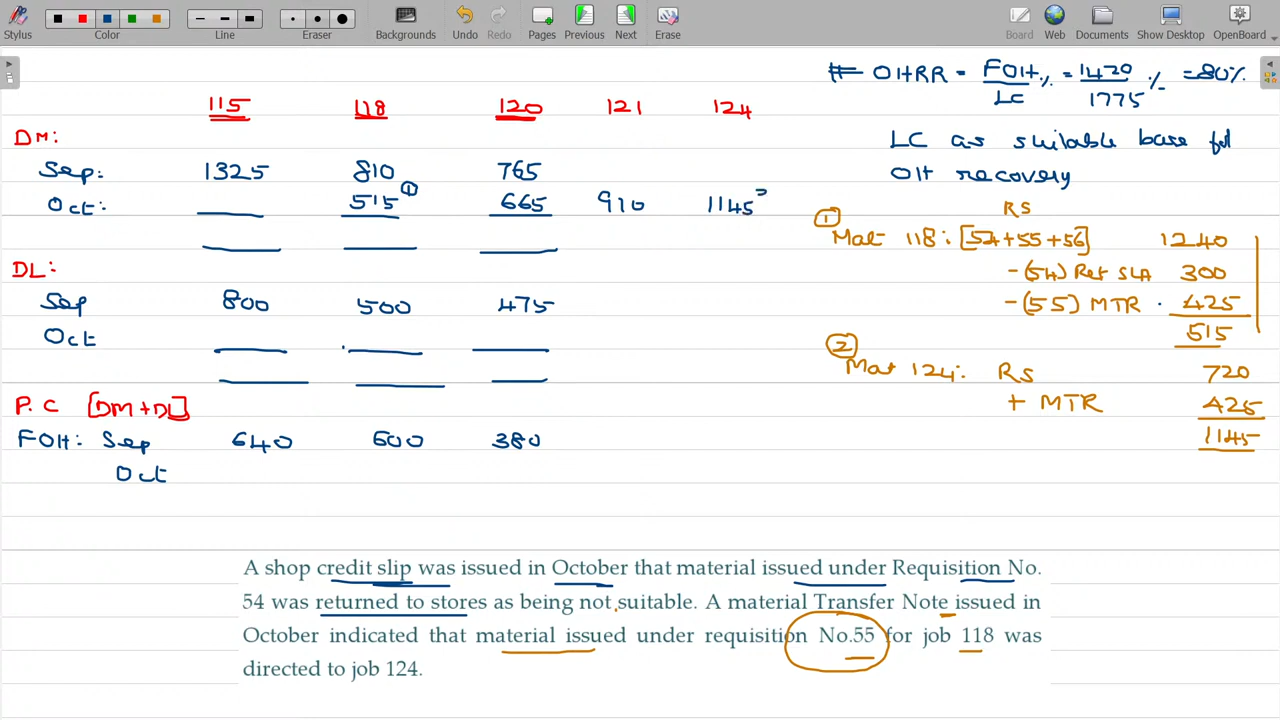 Stylus Color Line Eraser Backgrounds Undo Redo Pages Previous Next Erase Board Web Documents Show Desktop OpenBoard
# OHRR = FOH/LC % = 1420/1775 % = 80%
115 118 120 121 124
DM:
LC as suitable base for
Sep: 1325 810 765
OH recovery
Oct: 515① 665 910 1145²
RS
① Mat 118: [54+55+56] 1240
DL:
-(54) Ret SLA 300
Sep 800 500 475
-(55) MTR 425
Oct
515
② Mat 124: RS 720
P.C [DM+DL]
+ MTR 425
FOH: Sep 640 600 380
1145
Oct
A shop credit slip was issued in October that material issued under Requisition No.
54 was returned to stores as being not suitable. A material Transfer Note issued in
October indicated that material issued under requisition No.55 for job 118 was
directed to job 124.